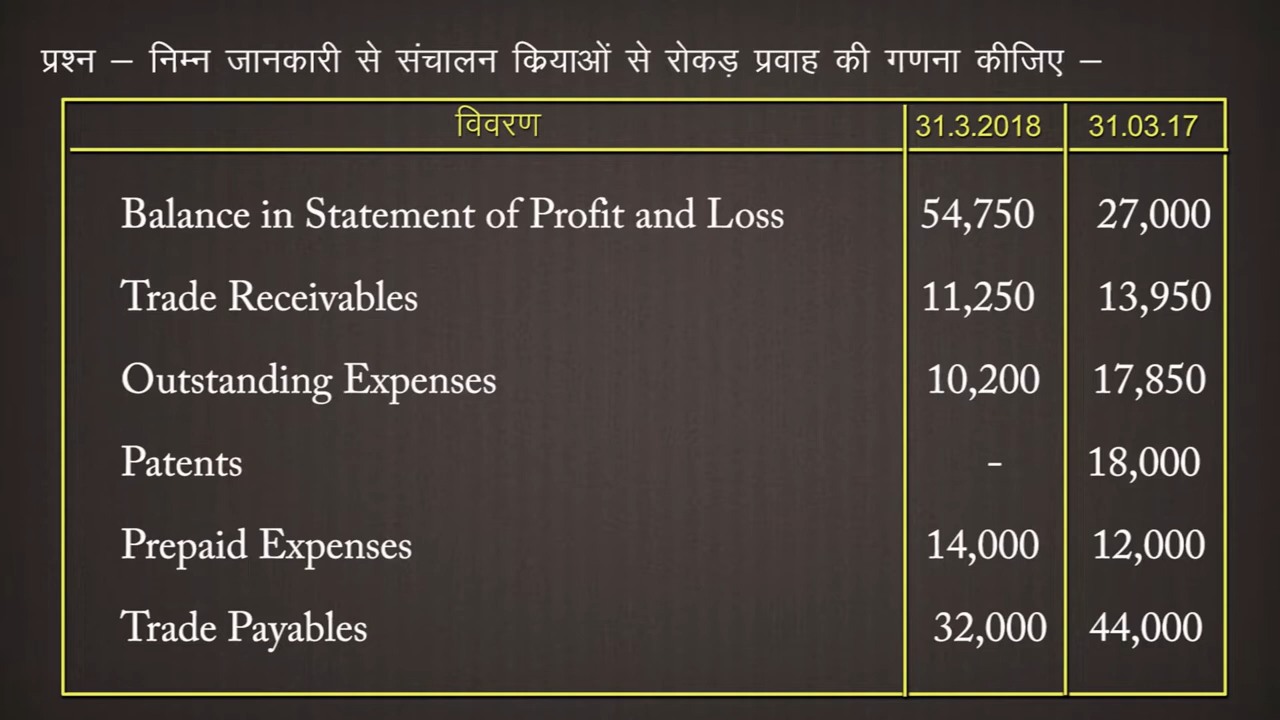 प्रश्न – निम्न जानकारी से संचालन क्रियाओं से रोकड़ प्रवाह की गणना कीजिए –
विवरण 31.3.2018 31.03.17
Balance in Statement of Profit and Loss 54,750 27,000
Trade Receivables 11,250 13,950
Outstanding Expenses 10,200 17,850
Patents - 18,000
Prepaid Expenses 14,000 12,000
Trade Payables 32,000 44,000